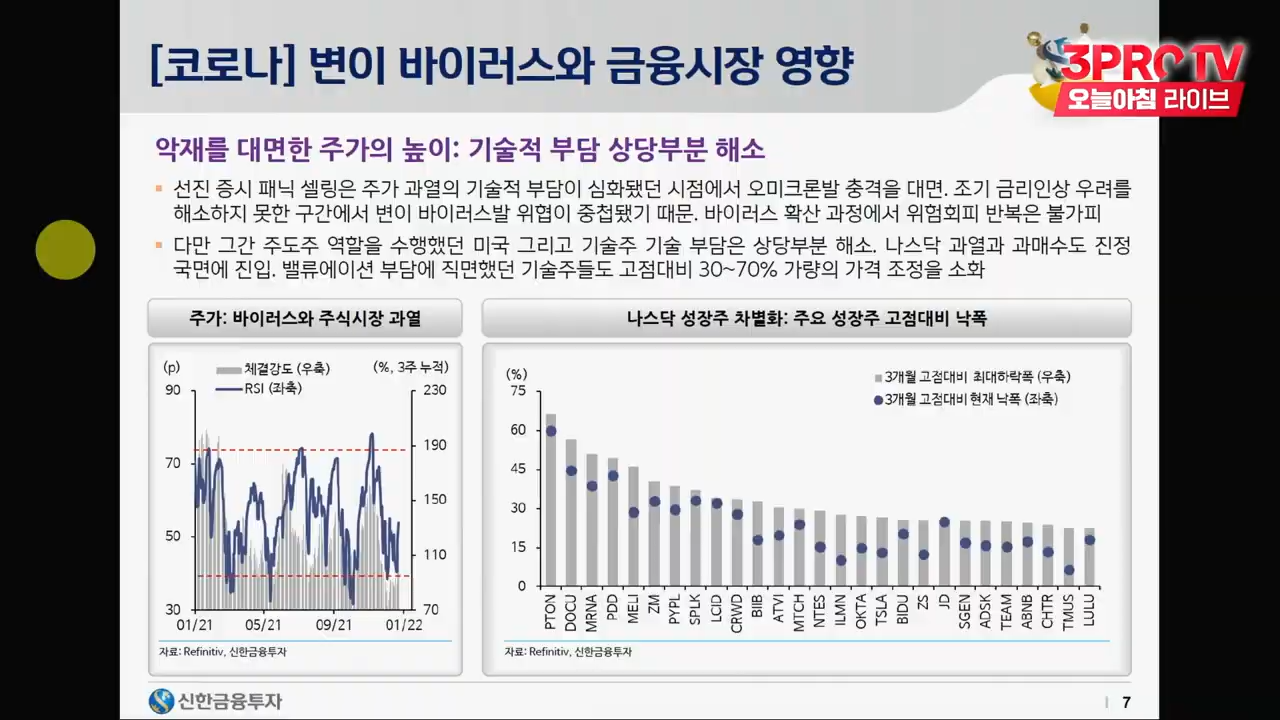 [코로나] 변이 바이러스와 금융시장 영향
3PROTV
오늘아침 라이브
악재를 대면한 주가의 높이: 기술적 부담 상당부분 해소
선진 증시 패닉 셀링은 주가 과열의 기술적 부담이 심화됐던 시점에서 오미크론발 충격을 대면. 조기 금리인상 우려를
해소하지 못한 구간에서 변이 바이러스발 위협이 중첩됐기 때문. 바이러스 확산 과정에서 위험회피 반복은 불가피
다만 그간 주도주 역할을 수행했던 미국 그리고 기술주 기술 부담은 상당부분 해소. 나스닥 과열과 과매수도 진정
국면에 진입. 밸류에이션 부담에 직면했던 기술주들도 고점대비 30~70% 가량의 가격 조정을 소화
주가: 바이러스와 주식시장 과열
(p)
체결강도 (우축)
(%, 3주 누적)
RSI (좌축)
90
70
50
30
230
190
150
110
70
01/21 05/21 09/21 01/22
자료: Refinitiv, 신한금융투자
나스닥 성장주 차별화: 주요 성장주 고점대비 낙폭
(%)
3개월 고점대비 최대하락폭 (우축)
3개월 고점대비 현재 낙폭 (좌축)
75
60
45
30
15
0
PTON DOCU MRNA PDD MELI ZM PYPL SPLK LCID CRWD BIIB ATVI MTCH NTES ILMN OKTA TSLA BIDU ZS JD SGEN ADSK TEAM ABNB CHTR TMUS LULU
자료: Refinitiv, 신한금융투자
신한금융투자
7